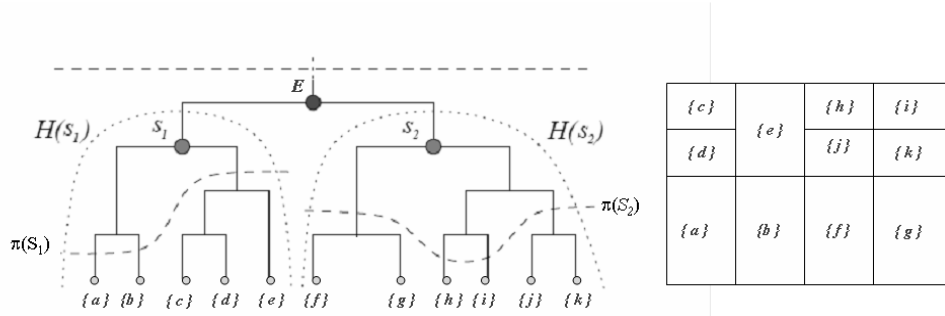 E
H(s₁) S₁ S₂ H(s₂)
π(S₁) π(S₂)
{a} {b} {c} {d} {e} {f} {g} {h} {i} {j} {k}
{c} {e} {h} {i}
{d} {j} {k}
{a} {b} {f} {g}